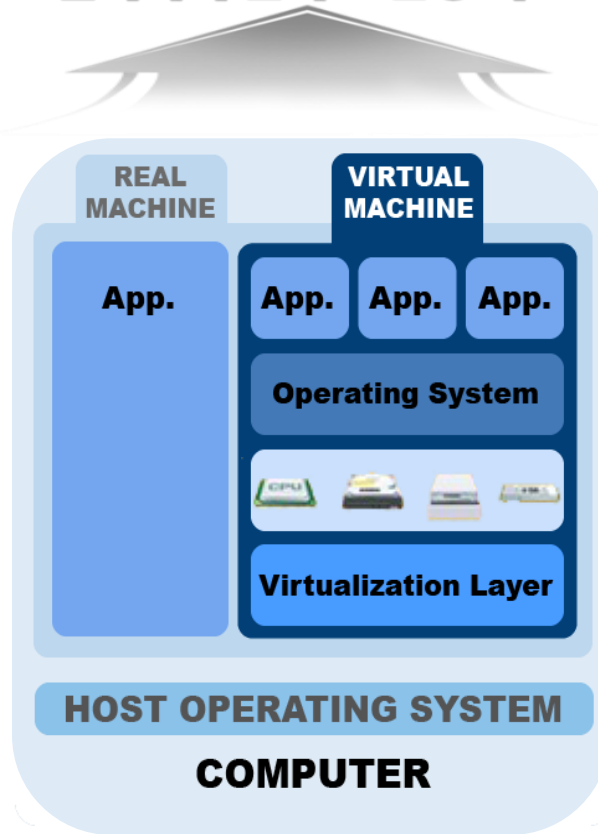 REAL
MACHINE
VIRTUAL
MACHINE
App.
App.
App.
App.
Operating System
CPU
Virtualization Layer
HOST OPERATING SYSTEM
COMPUTER